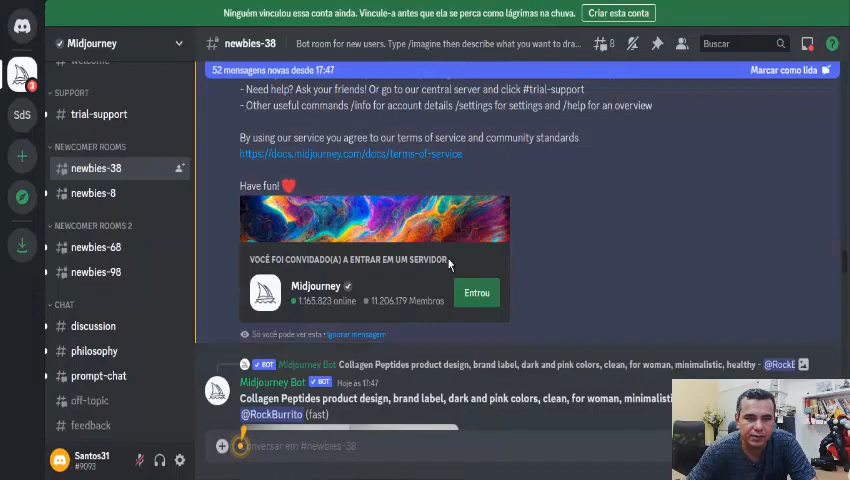 Ninguém vinculou essa conta ainda. Vincule-a antes que ela se perca como lágrimas na chuva.
Criar esta conta
Midjourney
newbies-38
Bot room for new users. Type /imagine then describe what you want to dra...
8
Buscar
52 mensagens novas desde 17:47
Marcar como lida
welcome
SUPPORT
trial-support
NEWCOMER ROOMS
newbies-38
newbies-8
NEWCOMER ROOMS 2
newbies-68
newbies-98
CHAT
discussion
philosophy
prompt-chat
off-topic
feedback
3
SdS
Santos31
#9093
- Need help? Ask your friends! Or go to our central server and click #trial-support
- Other useful commands /info for account details /settings for settings and /help for an overview
By using our service you agree to our terms of service and community standards
https://docs.midjourney.com/docs/terms-of-service
Have fun!
VOCÊ FOI CONVIDADO(A) A ENTRAR EM UM SERVIDOR
Midjourney
1.165.823 online
11.206.179 Membros
Entrou
Só você pode ver esta • Ignorar mensagem
BOT Midjourney Bot Collagen Peptides product design, brand label, dark and pink colors, clean, for woman, minimalistic, healthy - @RockB
Midjourney Bot BOT Hoje às 17:47
Collagen Peptides product design, brand label, dark and pink colors, clean, for woman, minimalistic,
@RockBurrito (fast)
onversar em #newbies-38